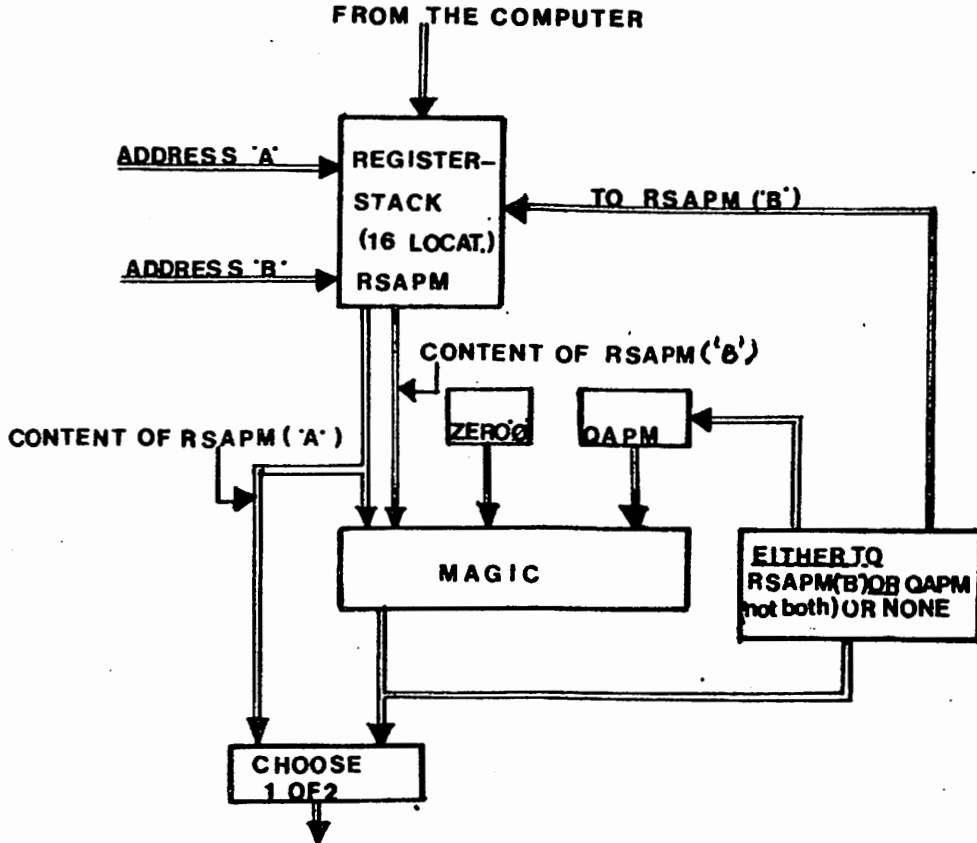 FROM THE COMPUTER
ADDRESS 'A'
REGISTER-
STACK
(16 LOCAT.)
RSAPM
TO RSAPM ('B')
ADDRESS 'B'
CONTENT OF RSAPM ('B')
ZERO'0'
QAPM
CONTENT OF RSAPM ('A')
MAGIC
EITHER TO
RSAPM(B) OR QAPM
(not both) OR NONE
CHOOSE
1 OF 2